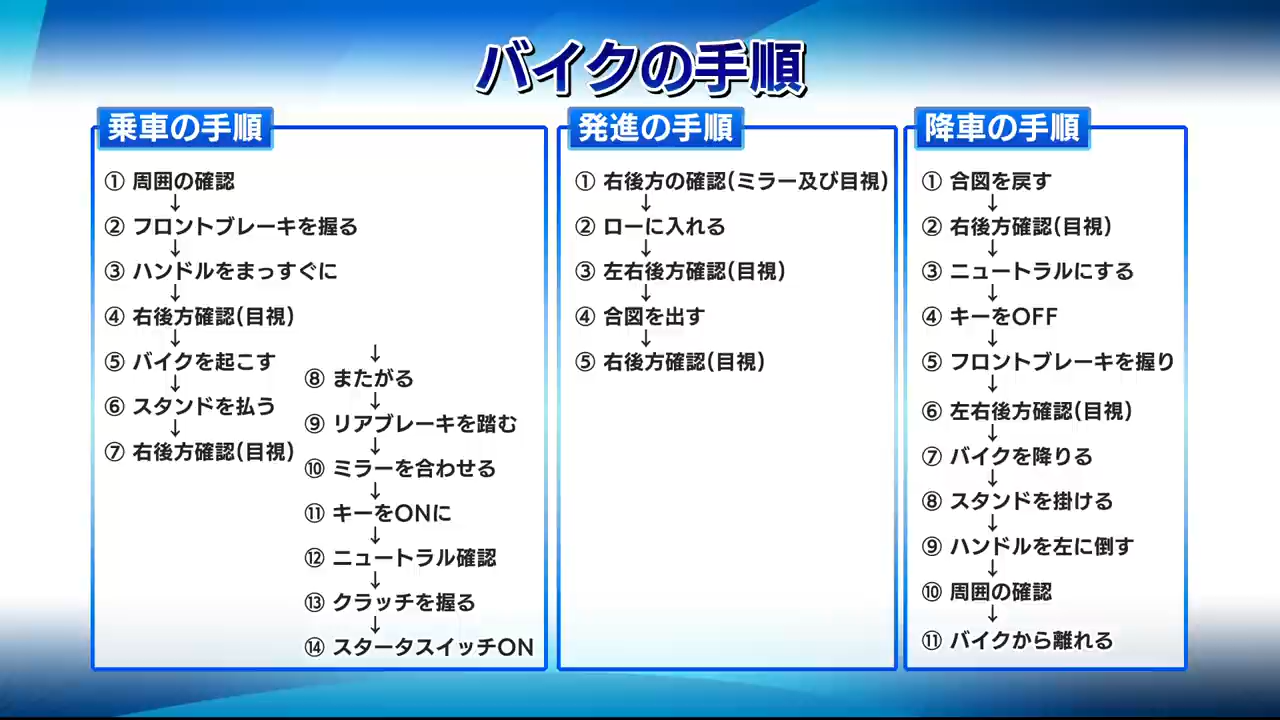 バイクの手順
乗車の手順
① 周囲の確認
↓
② フロントブレーキを握る
↓
③ ハンドルをまっすぐに
↓
④ 右後方確認(目視)
↓
⑤ バイクを起こす
↓
⑥ スタンドを払う
↓
⑦ 右後方確認(目視)
↓
⑧ またがる
↓
⑨ リアブレーキを踏む
↓
⑩ ミラーを合わせる
↓
⑪ キーをONに
↓
⑫ ニュートラル確認
↓
⑬ クラッチを握る
↓
⑭ スタータスイッチON
発進の手順
① 右後方の確認(ミラー及び目視)
↓
② ローに入れる
↓
③ 左右後方確認(目視)
↓
④ 合図を出す
↓
⑤ 右後方確認(目視)
降車の手順
① 合図を戻す
↓
② 右後方確認(目視)
↓
③ ニュートラルにする
↓
④ キーをOFF
↓
⑤ フロントブレーキを握り
↓
⑥ 左右後方確認(目視)
↓
⑦ バイクを降りる
↓
⑧ スタンドを掛ける
↓
⑨ ハンドルを左に倒す
↓
⑩ 周囲の確認
↓
⑪ バイクから離れる